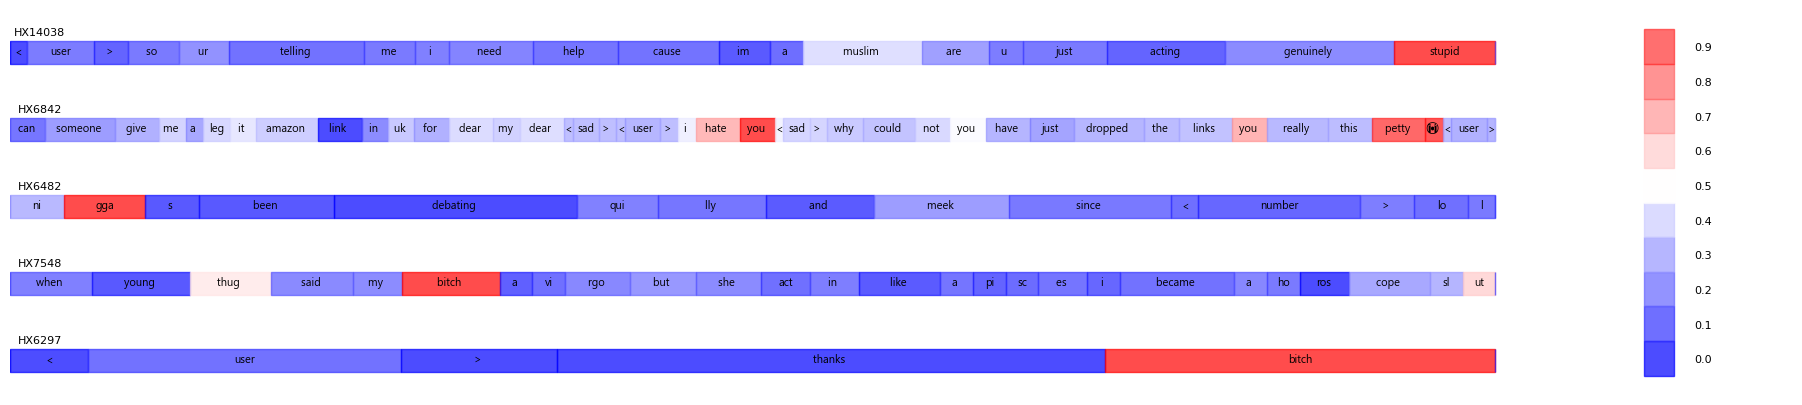 HX14038
< user > so ur telling me i need help cause im a muslim are u just acting genuinely stupid
HX6842
can someone give me a leg it amazon link in uk for dear my dear < sad > < user > i hate you < sad > why could not you have just dropped the links you really this petty < user >
HX6482
ni gga s been debating qui lly and meek since < number > lo l
HX7548
when young thug said my bitch a vi rgo but she act in like a pi sc es i became a ho ros cope sl ut
HX6297
< user > thanks bitch
0.9
0.8
0.7
0.6
0.5
0.4
0.3
0.2
0.1
0.0